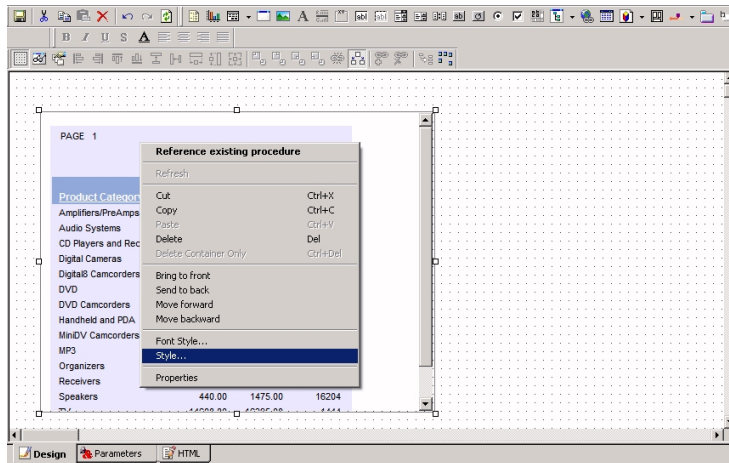 B I U S A
PAGE 1
Reference existing procedure
Refresh
Product Categor
Cut Ctrl+X
Amplifiers/PreAmps
Copy Ctrl+C
Audio Systems
Paste Ctrl+V
CD Players and Rec
Delete Del
Digital Cameras
Delete Container Only Ctrl+Del
Digital8 Camcorders
Bring to front
DVD
Send to back
DVD Camcorders
Move forward
Handheld and PDA
Move backward
MiniDV Camcorders
Font Style...
MP3
Style...
Organizers
Receivers
Properties
Speakers 440.00 1475.00 16204
Design Parameters HTML